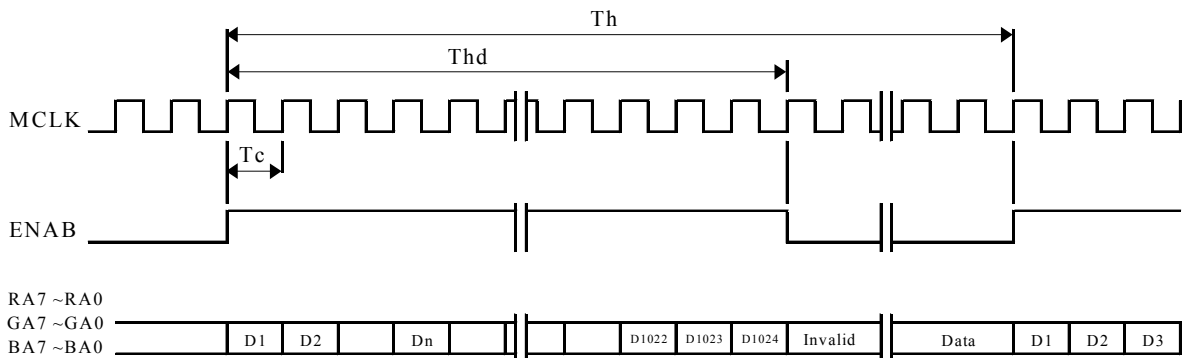 Th
Thd
MCLK
Tc
ENAB
RA7 ~RA0
GA7 ~GA0
BA7 ~BA0
D1 D2 Dn D1022 D1023 D1024 Invalid Data D1 D2 D3